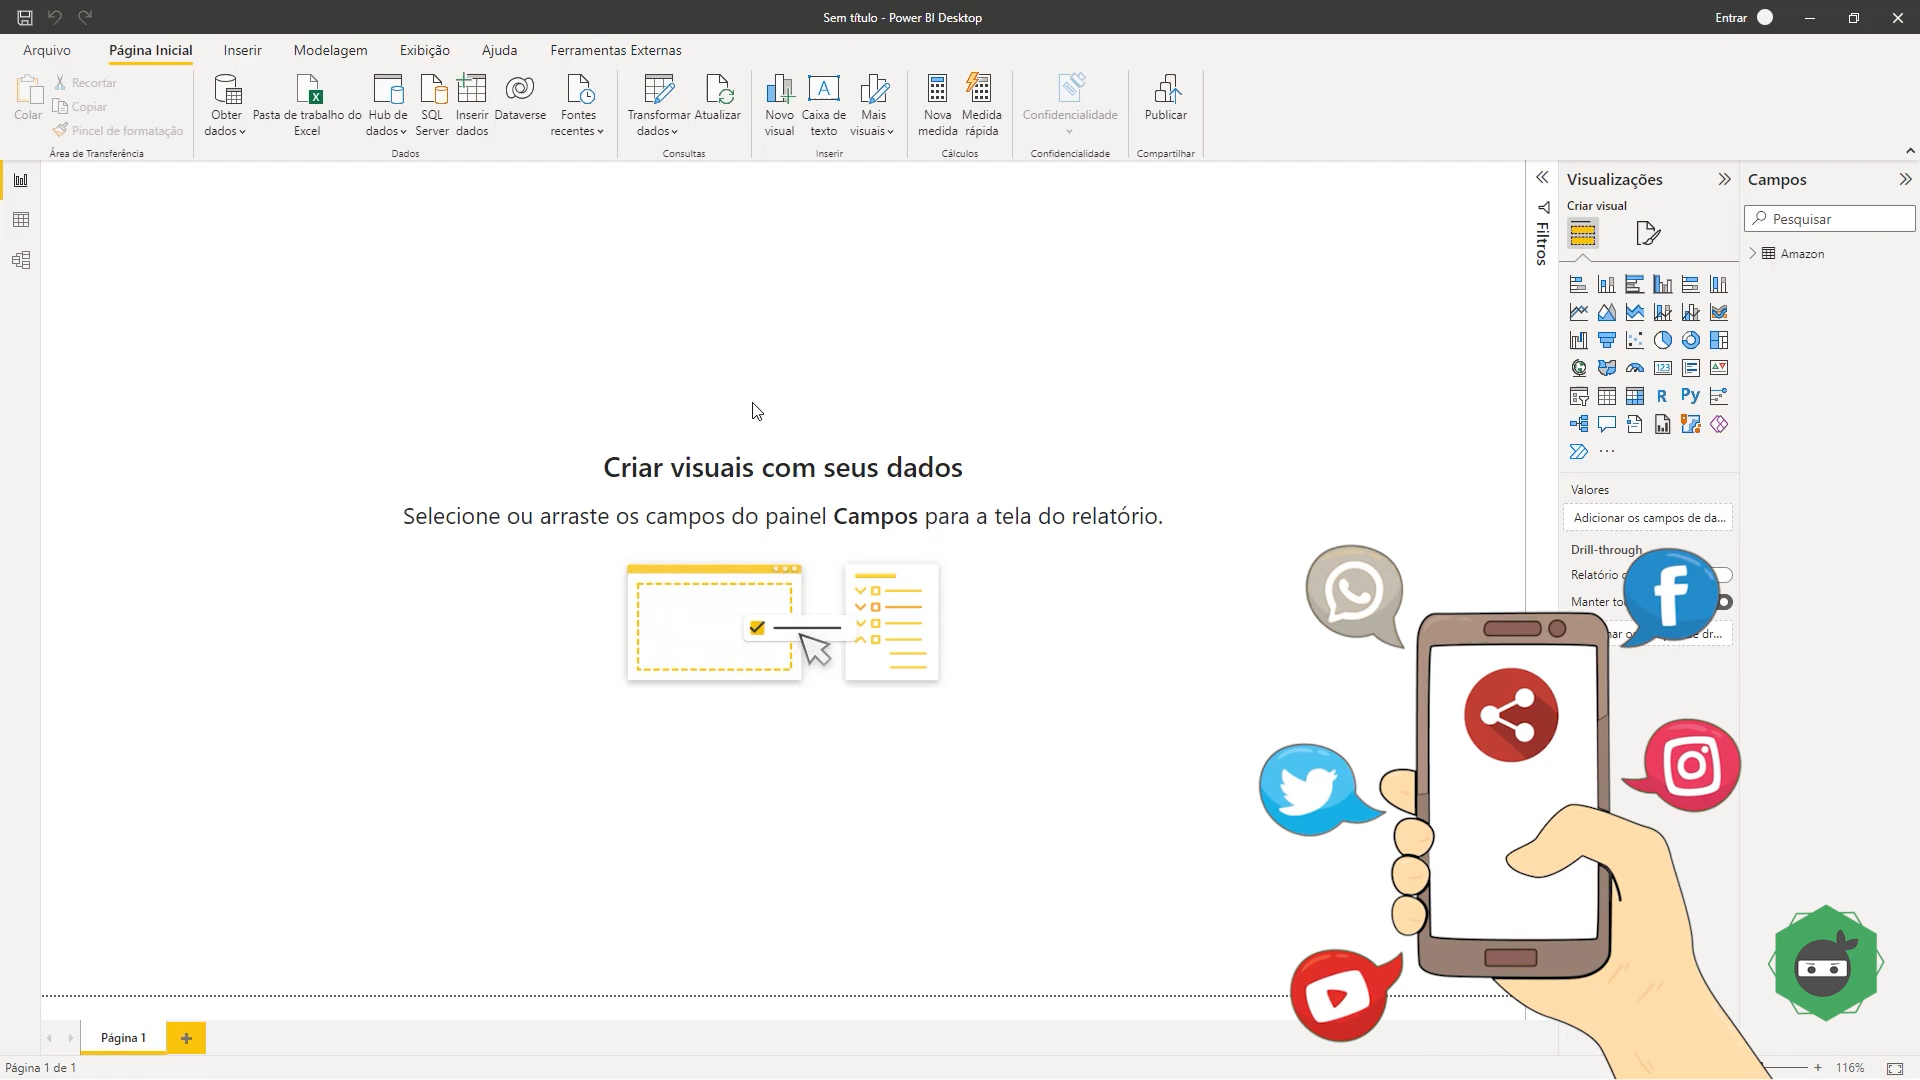 Sem título - Power BI Desktop
Entrar
Arquivo
Página Inicial
Inserir
Modelagem
Exibição
Ajuda
Ferramentas Externas
Colar
Recortar
Copiar
Pincel de formatação
Área de Transferência
Obter dados
Pasta de trabalho do Excel
Hub de dados
SQL Server
Inserir dados
Dataverse
Fontes recentes
Dados
Transformar dados
Atualizar
Consultas
Novo visual
Caixa de texto
Mais visuais
Inserir
Nova medida
Medida rápida
Cálculos
Confidencialidade
Confidencialidade
Publicar
Compartilhar
Criar visuais com seus dados
Selecione ou arraste os campos do painel Campos para a tela do relatório.
Filtros
Visualizações
Criar visual
R
Py
123
Valores
Adicionar os campos de da...
Drill-through
Relatório
Manter
Campos
Pesquisar
Amazon
Página 1
Página 1 de 1
116%